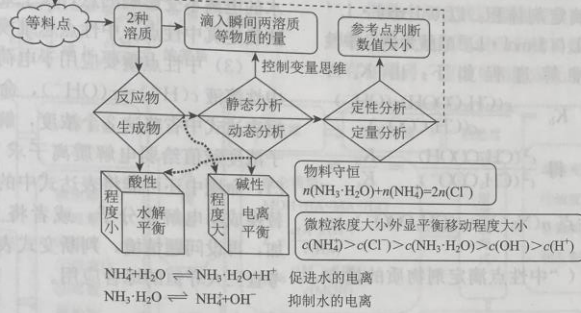 等料点
2种
溶质
滴入瞬间两溶质
等物质的量
参考点判断
数值大小
控制变量思维
反应物
生成物
静态分析
动态分析
定性分析
定量分析
酸性
程度小
水解
平衡
碱性
程度大
电离
平衡
物料守恒
n(NH₃·H₂O)+n(NH₄⁺)=2n(Cl⁻)
微粒浓度大小外显平衡移动程度大小
c(NH₄⁺)>c(Cl⁻)>c(NH₃·H₂O)>c(OH⁻)>c(H⁺)
NH₄⁺+H₂O ⇌ NH₃·H₂O+H⁺ 促进水的电离
NH₃·H₂O ⇌ NH₄⁺+OH⁻ 抑制水的电离